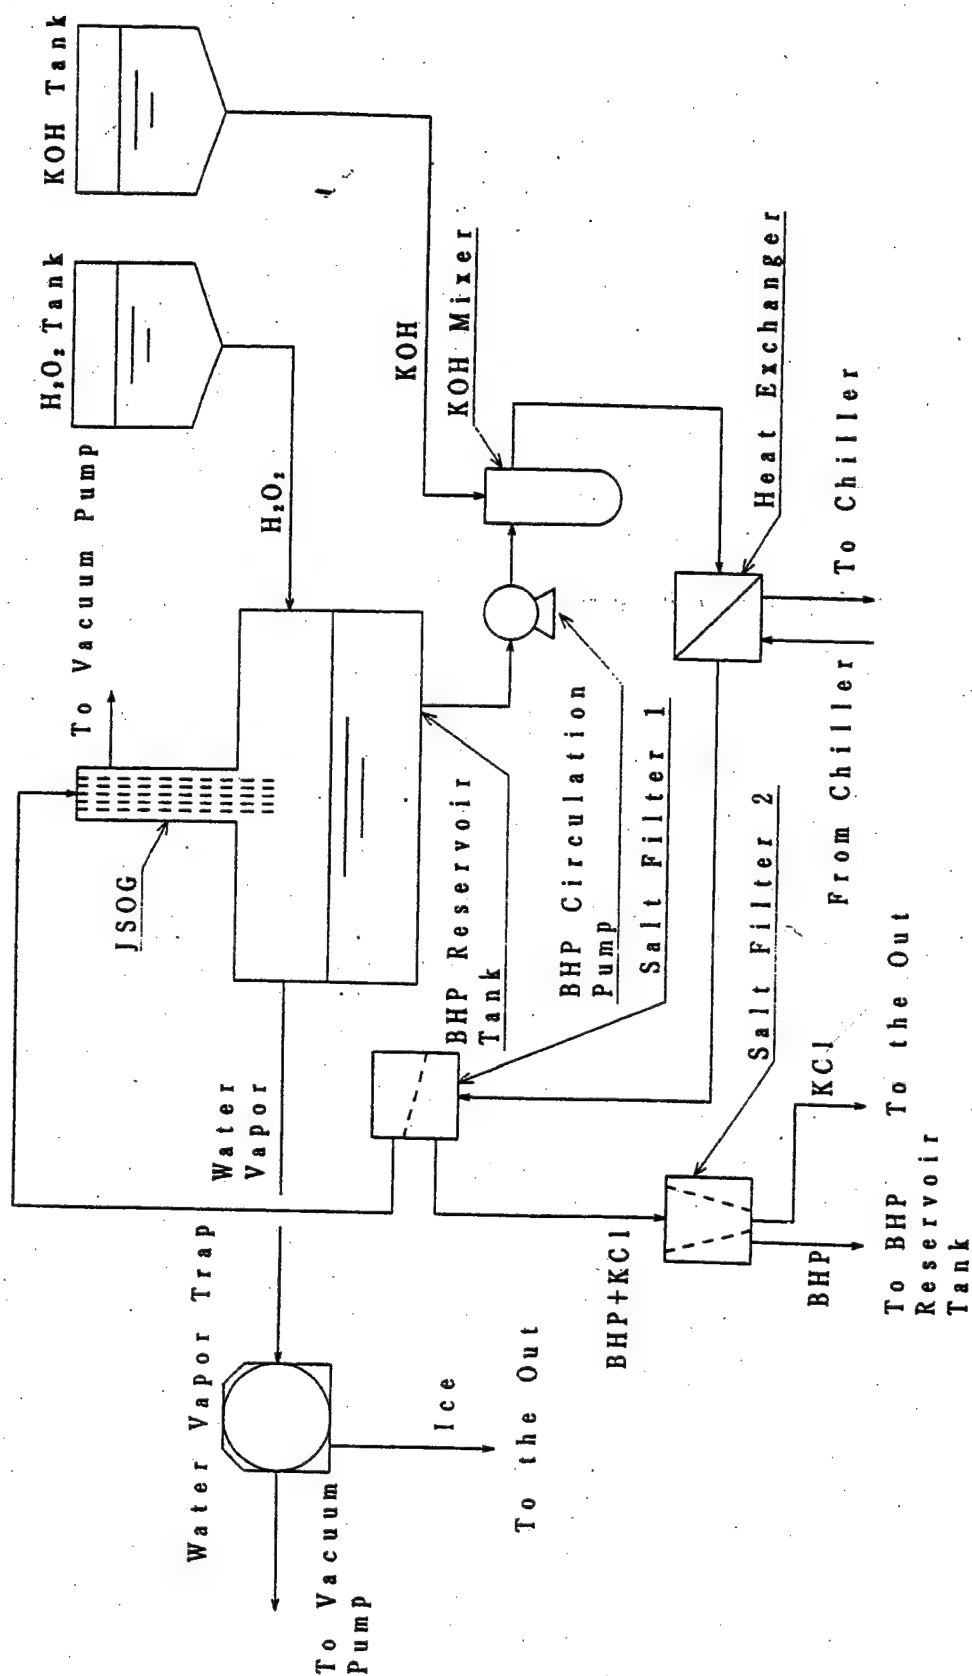 KOH Tank
H₂O₂ Tank
To Vacuum Pump
KOH
H₂O₂
KOH Mixer
Heat Exchanger
To Chiller
From Chiller
JSOG
BHP Reservoir
Tank
BHP Circulation
Pump
Salt Filter 1
Salt Filter 2
Water
Vapor
Water Vapor Trap
To Vacuum
Pump
Ice
To the Out
BHP+KCl
KCl
To the Out
BHP
To BHP
Reservoir
Tank